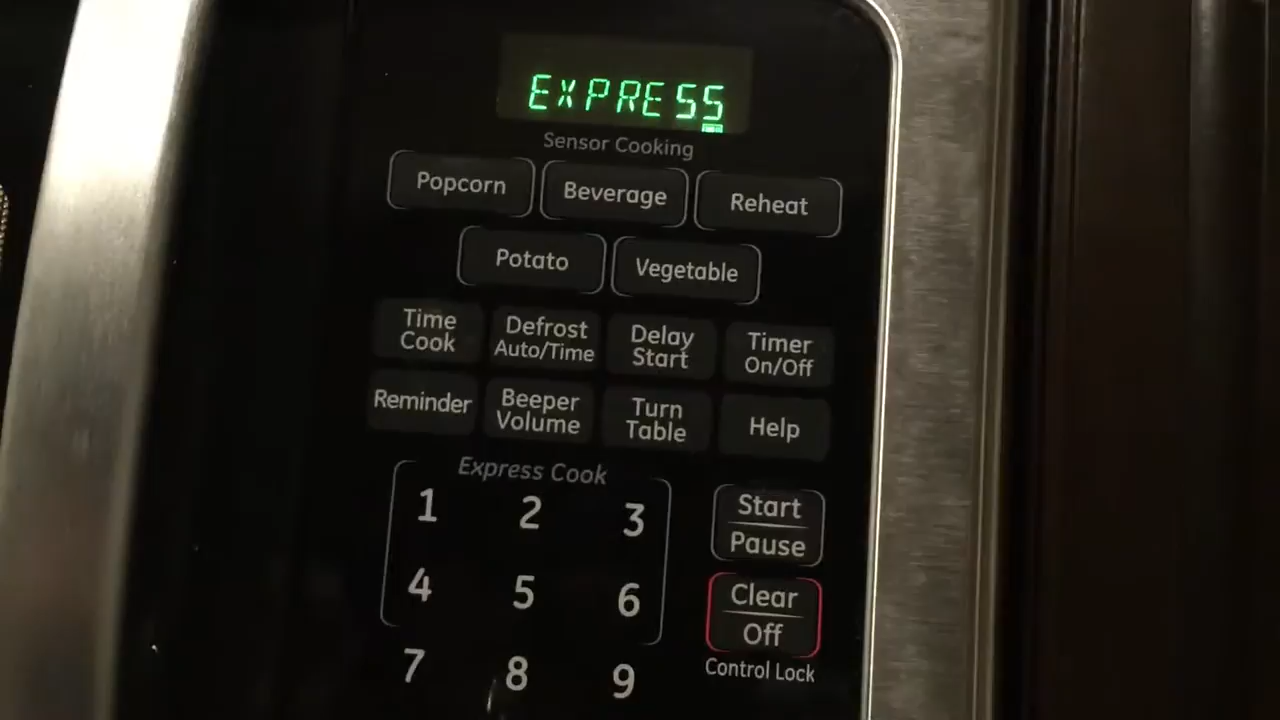 EXPRESS
Sensor Cooking
Popcorn Beverage Reheat
Potato Vegetable
Time Cook
Defrost Auto/Time
Delay Start
Timer On/Off
Reminder
Beeper Volume
Turn Table
Help
Express Cook
1 2 3
Start
Pause
4 5 6
Clear
Off
7 8 9
Control Lock